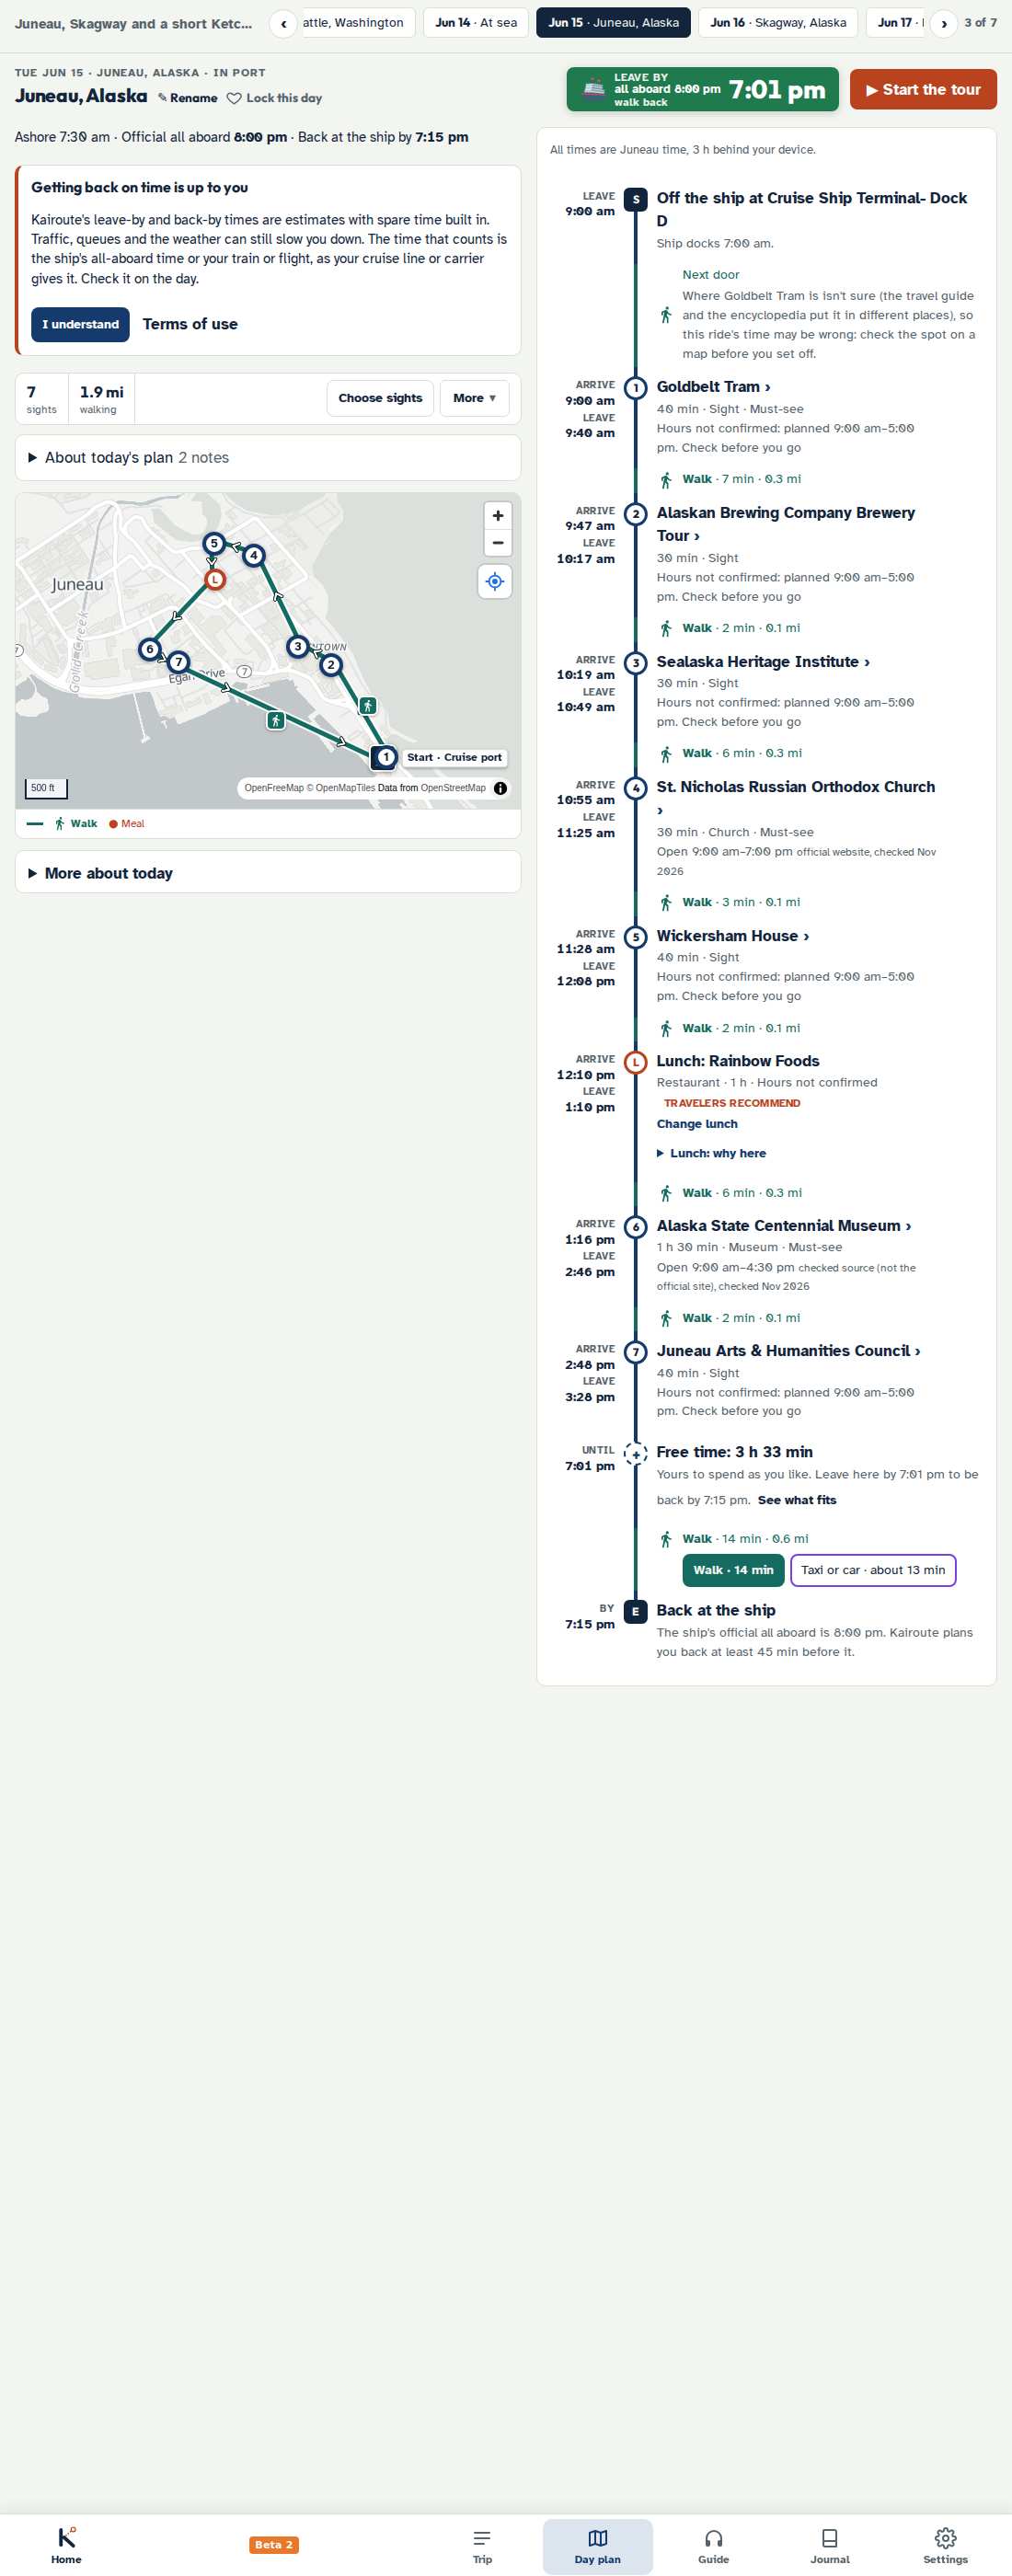 Juneau, Skagway and a short Ketc...
‹
attle, Washington
Jun 14 · At sea
Jun 15 · Juneau, Alaska
Jun 16 · Skagway, Alaska
Jun 17 ·
›
3 of 7
TUE JUN 15 · JUNEAU, ALASKA · IN PORT
Juneau, Alaska
✎ Rename
Lock this day
LEAVE BY
all aboard 8:00 pm
walk back
7:01 pm
▶ Start the tour
Ashore 7:30 am · Official all aboard 8:00 pm · Back at the ship by 7:15 pm
Getting back on time is up to you
Kairoute's leave-by and back-by times are estimates with spare time built in.
Traffic, queues and the weather can still slow you down. The time that counts is
the ship's all-aboard time or your train or flight, as your cruise line or carrier
gives it. Check it on the day.
I understand
Terms of use
7
sights
1.9 mi
walking
Choose sights
More ▼
▶ About today's plan 2 notes
Juneau
Gold Creek
Egan Drive
7
5
4
L
3
2
6
7
1
Start · Cruise port
+
−
500 ft
OpenFreeMap © OpenMapTiles Data from OpenStreetMap
Walk
Meal
▶ More about today
All times are Juneau time, 3 h behind your device.
LEAVE
9:00 am
S
Off the ship at Cruise Ship Terminal- Dock
D
Ship docks 7:00 am.
Next door
Where Goldbelt Tram is isn't sure (the travel guide
and the encyclopedia put it in different places), so
this ride's time may be wrong: check the spot on a
map before you set off.
ARRIVE
9:00 am
LEAVE
9:40 am
1
Goldbelt Tram ›
40 min · Sight · Must-see
Hours not confirmed: planned 9:00 am–5:00
pm. Check before you go
Walk · 7 min · 0.3 mi
ARRIVE
9:47 am
LEAVE
10:17 am
2
Alaskan Brewing Company Brewery
Tour ›
30 min · Sight
Hours not confirmed: planned 9:00 am–5:00
pm. Check before you go
Walk · 2 min · 0.1 mi
ARRIVE
10:19 am
LEAVE
10:49 am
3
Sealaska Heritage Institute ›
30 min · Sight
Hours not confirmed: planned 9:00 am–5:00
pm. Check before you go
Walk · 6 min · 0.3 mi
ARRIVE
10:55 am
LEAVE
11:25 am
4
St. Nicholas Russian Orthodox Church
›
30 min · Church · Must-see
Open 9:00 am–7:00 pm official website, checked Nov
2026
Walk · 3 min · 0.1 mi
ARRIVE
11:28 am
LEAVE
12:08 pm
5
Wickersham House ›
40 min · Sight
Hours not confirmed: planned 9:00 am–5:00
pm. Check before you go
Walk · 2 min · 0.1 mi
ARRIVE
12:10 pm
LEAVE
1:10 pm
L
Lunch: Rainbow Foods
Restaurant · 1 h · Hours not confirmed
TRAVELERS RECOMMEND
Change lunch
▶ Lunch: why here
Walk · 6 min · 0.3 mi
ARRIVE
1:16 pm
LEAVE
2:46 pm
6
Alaska State Centennial Museum ›
1 h 30 min · Museum · Must-see
Open 9:00 am–4:30 pm checked source (not the
official site), checked Nov 2026
Walk · 2 min · 0.1 mi
ARRIVE
2:48 pm
LEAVE
3:28 pm
7
Juneau Arts & Humanities Council ›
40 min · Sight
Hours not confirmed: planned 9:00 am–5:00
pm. Check before you go
UNTIL
7:01 pm
+
Free time: 3 h 33 min
Yours to spend as you like. Leave here by 7:01 pm to be
back by 7:15 pm. See what fits
Walk · 14 min · 0.6 mi
Walk · 14 min
Taxi or car · about 13 min
BY
7:15 pm
E
Back at the ship
The ship's official all aboard is 8:00 pm. Kairoute plans
you back at least 45 min before it.
Home
Beta 2
Trip
Day plan
Guide
Journal
Settings